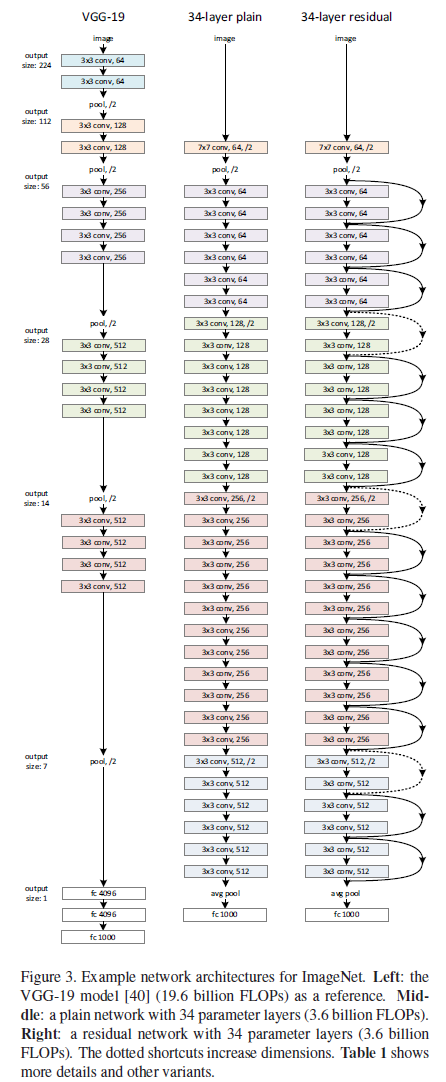 VGG-19
34-layer plain
34-layer residual
output
size: 224
output
size: 112
output
size: 56
output
size: 28
output
size: 14
output
size: 7
output
size: 1
image
3x3 conv, 64
3x3 conv, 64
pool, /2
3x3 conv, 128
3x3 conv, 128
pool, /2
3x3 conv, 256
3x3 conv, 256
3x3 conv, 256
3x3 conv, 256
pool, /2
3x3 conv, 512
3x3 conv, 512
3x3 conv, 512
3x3 conv, 512
pool, /2
3x3 conv, 512
3x3 conv, 512
3x3 conv, 512
3x3 conv, 512
pool, /2
fc 4096
fc 4096
fc 1000
image
7x7 conv, 64, /2
pool, /2
3x3 conv, 64
3x3 conv, 64
3x3 conv, 64
3x3 conv, 64
3x3 conv, 64
3x3 conv, 64
3x3 conv, 128, /2
3x3 conv, 128
3x3 conv, 128
3x3 conv, 128
3x3 conv, 128
3x3 conv, 128
3x3 conv, 128
3x3 conv, 128
3x3 conv, 256, /2
3x3 conv, 256
3x3 conv, 256
3x3 conv, 256
3x3 conv, 256
3x3 conv, 256
3x3 conv, 256
3x3 conv, 256
3x3 conv, 256
3x3 conv, 256
3x3 conv, 256
3x3 conv, 256
3x3 conv, 512, /2
3x3 conv, 512
3x3 conv, 512
3x3 conv, 512
3x3 conv, 512
3x3 conv, 512
avg pool
fc 1000
image
7x7 conv, 64, /2
pool, /2
3x3 conv, 64
3x3 conv, 64
3x3 conv, 64
3x3 conv, 64
3x3 conv, 64
3x3 conv, 64
3x3 conv, 128, /2
3x3 conv, 128
3x3 conv, 128
3x3 conv, 128
3x3 conv, 128
3x3 conv, 128
3x3 conv, 128
3x3 conv, 128
3x3 conv, 256, /2
3x3 conv, 256
3x3 conv, 256
3x3 conv, 256
3x3 conv, 256
3x3 conv, 256
3x3 conv, 256
3x3 conv, 256
3x3 conv, 256
3x3 conv, 256
3x3 conv, 256
3x3 conv, 256
3x3 conv, 512, /2
3x3 conv, 512
3x3 conv, 512
3x3 conv, 512
3x3 conv, 512
3x3 conv, 512
avg pool
fc 1000
Figure 3. Example network architectures for ImageNet. Left: the
VGG-19 model [40] (19.6 billion FLOPs) as a reference. Mid-
dle: a plain network with 34 parameter layers (3.6 billion FLOPs).
Right: a residual network with 34 parameter layers (3.6 billion
FLOPs). The dotted shortcuts increase dimensions. Table 1 shows
more details and other variants.